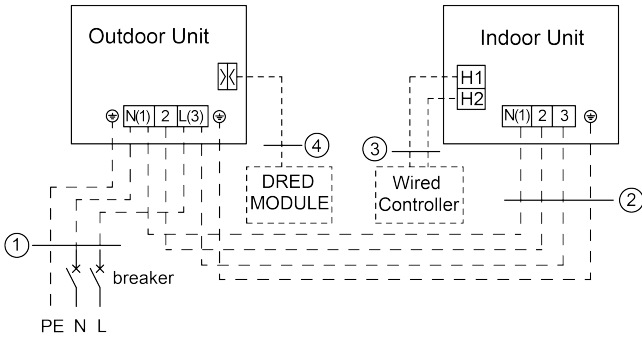 Outdoor Unit
Indoor Unit
H1
H2
N(1) 2 L(3)
N(1) 2 3
4
3
DRED
MODULE
Wired
Controller
2
1
breaker
PE N L